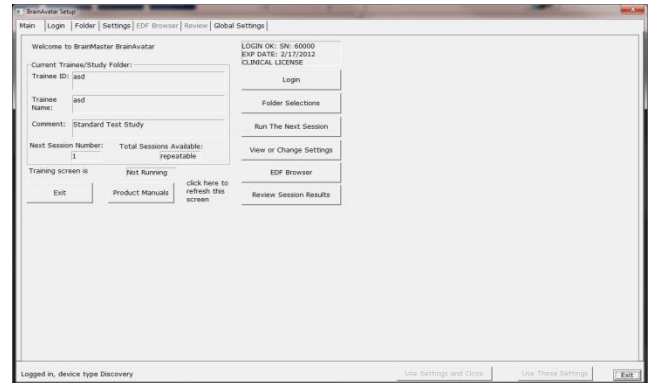 BrainAvatar Setup
Main Login Folder Settings EDF Browser Review Global Settings
Welcome to BrainMaster BrainAvatar
LOGIN OK: SN: 60000
EXP DATE: 2/17/2012
CLINICAL LICENSE
Current Trainee/Study Folder:
Trainee ID: asd
Trainee Name: asd
Comment: Standard Test Study
Next Session Number: Total Sessions Available:
1 repeatable
Training screen is Not Running
Exit Product Manuals
click here to
refresh this
screen
Login
Folder Selections
Run The Next Session
View or Change Settings
EDF Browser
Review Session Results
Logged in, device type Discovery
Use Settings and Close Use These Settings Exit